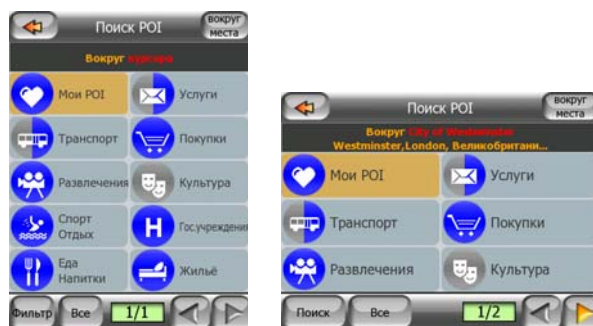 Поиск POI
вокруг
места
Вокруг курсора
Мои POI
Услуги
Транспорт
Покупки
Развлечения
Культура
Спорт
Отдых
H
Гос.учреждени
Еда
Напитки
Жильё
Фильтр
Все
1/1
Поиск POI
вокруг
места
Вокруг City of Westminster
Westminster,London, Великобритани...
Мои POI
Услуги
Транспорт
Покупки
Развлечения
Культура
Поиск
Все
1/2